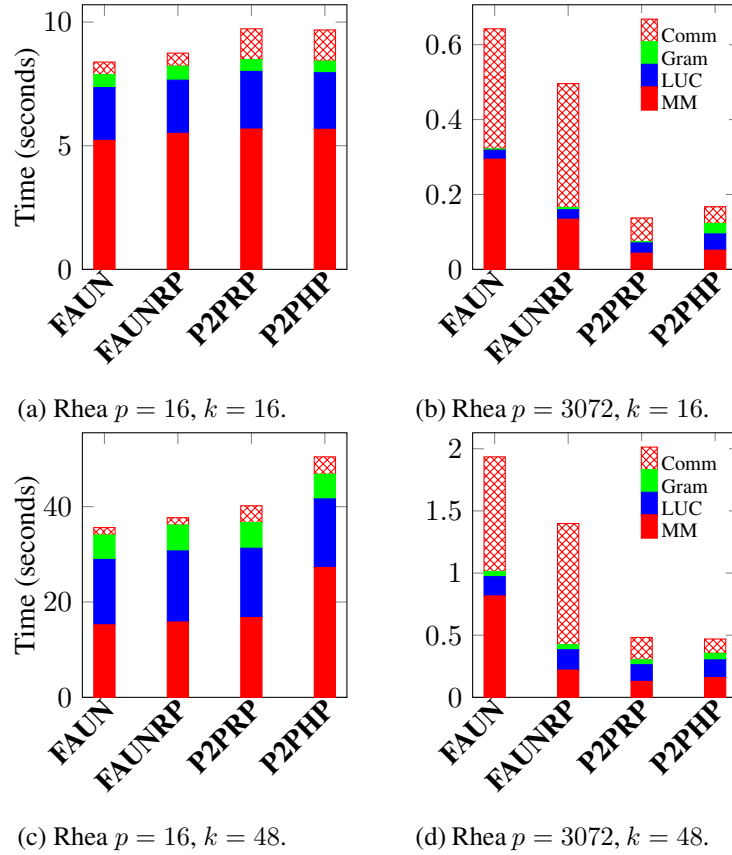 Time (seconds)
10
5
0
FAUN
FAUNRP
P2PRP
P2PHP
(a) Rhea p = 16, k = 16.
0.6
0.4
0.2
0
Comm
Gram
LUC
MM
FAUN
FAUNRP
P2PRP
P2PHP
(b) Rhea p = 3072, k = 16.
Time (seconds)
40
20
0
FAUN
FAUNRP
P2PRP
P2PHP
(c) Rhea p = 16, k = 48.
2
1.5
1
0.5
0
Comm
Gram
LUC
MM
FAUN
FAUNRP
P2PRP
P2PHP
(d) Rhea p = 3072, k = 48.